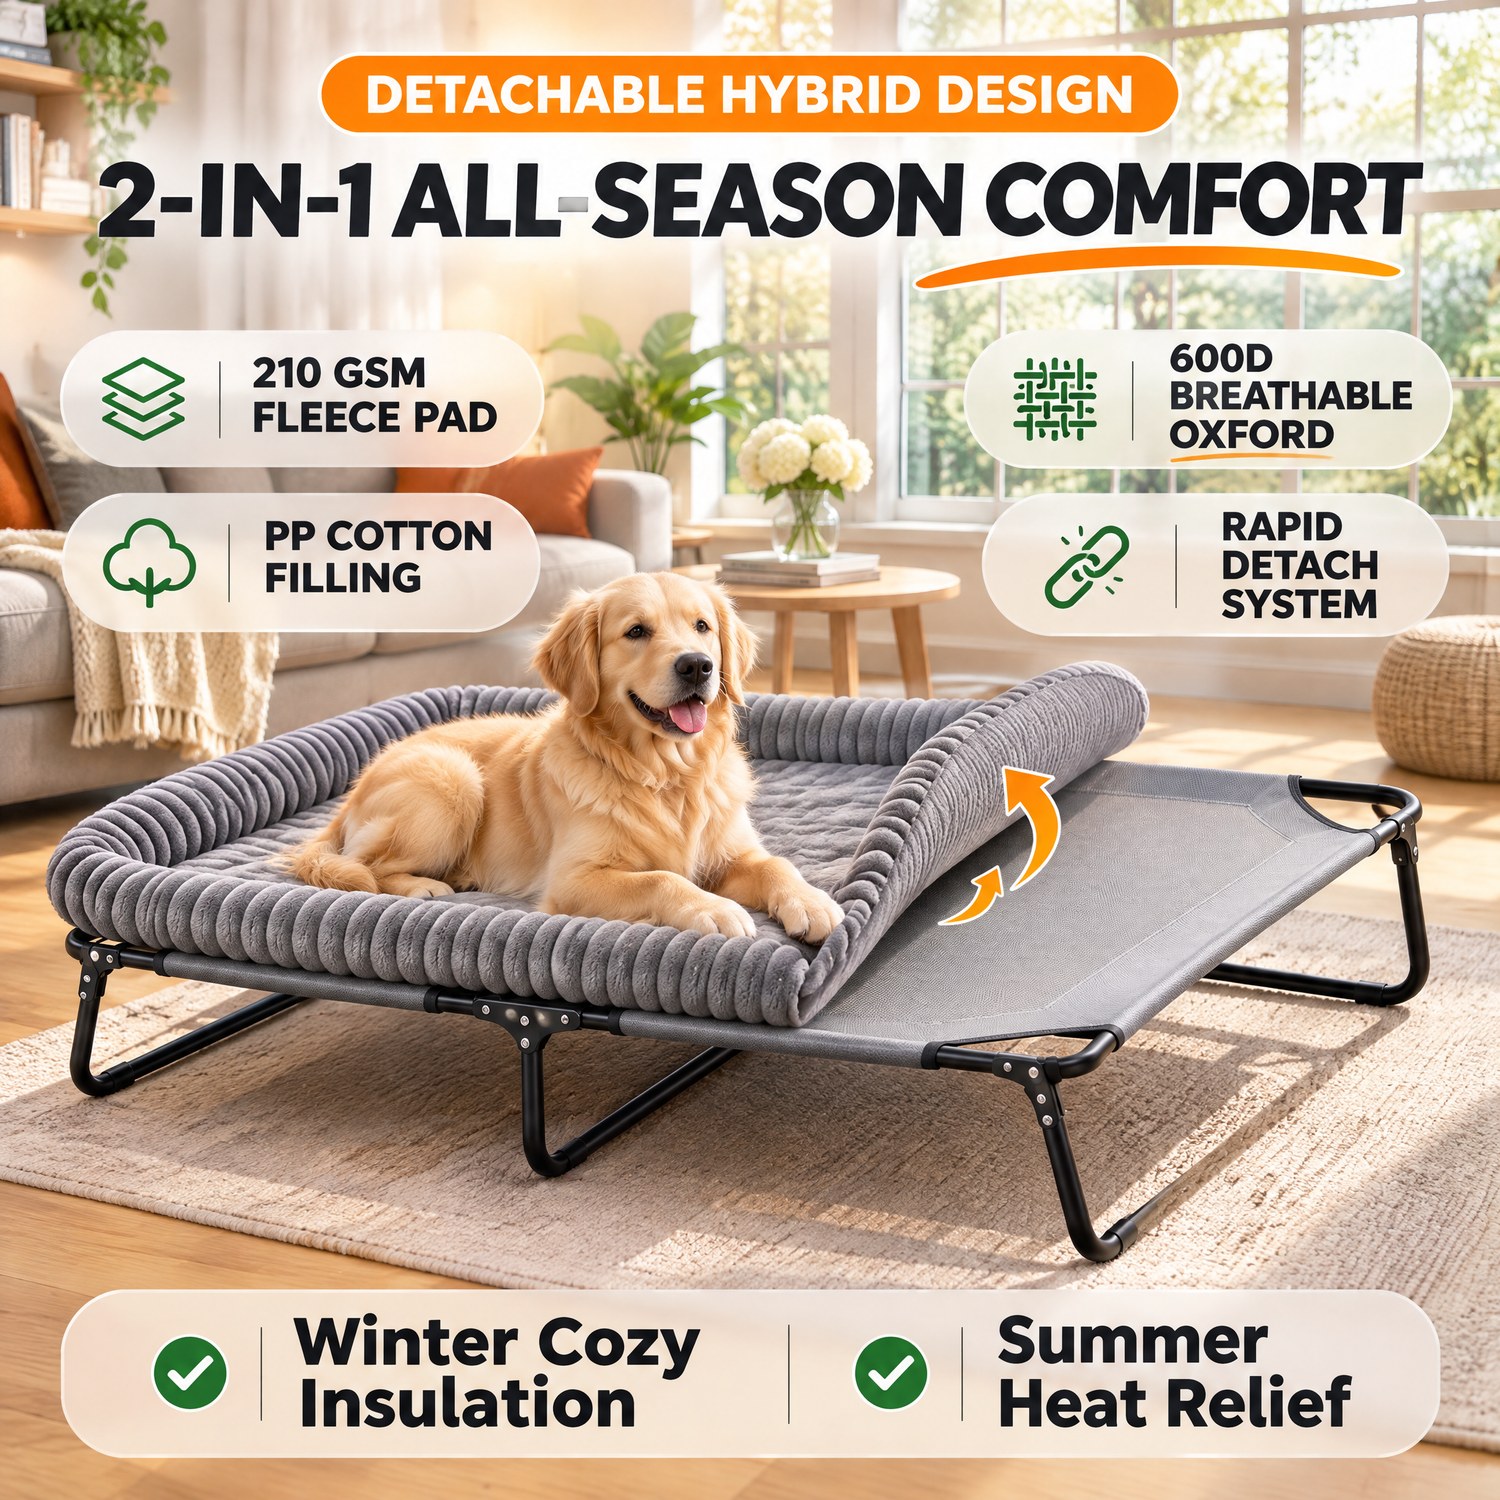 DETACHABLE HYBRID DESIGN
2-IN-1 ALL-SEASON COMFORT
210 GSM
FLEECE PAD
PP COTTON
FILLING
600D
BREATHABLE
OXFORD
RAPID
DETACH
SYSTEM
Winter Cozy
Insulation
Summer
Heat Relief